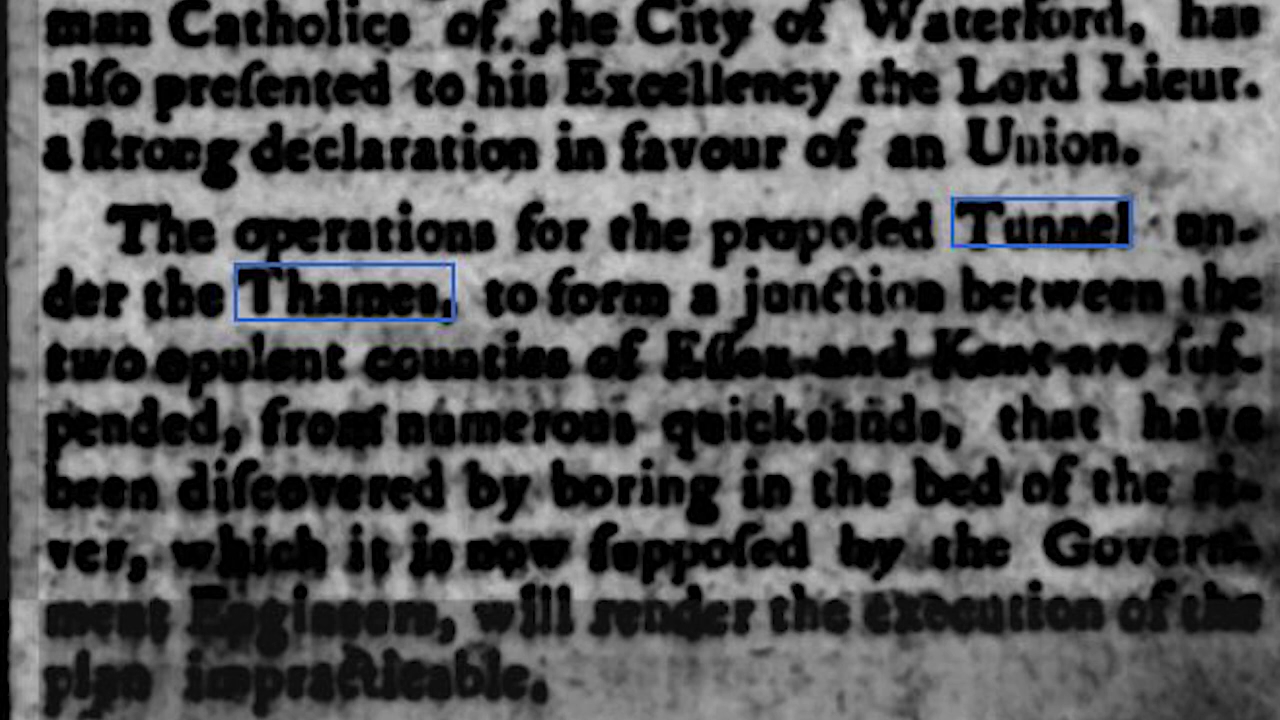 man Catholics of, the City of Waterford, has
alſo preſented to his Excellency the Lord Lieut.
a ſtrong declaration in favour of an Union.
The operations for the propoſed Tunnel un-
der the Thames, to form a junction between the
two opulent counties of Eſſex and Kent are ſuſ-
pended, from numerous quickſands, that have
been diſcovered by boring in the bed of the ri-
ver, which it is now ſuppoſed by the Govern-
ment Engineers, will render the execution of the
plan impracticable.